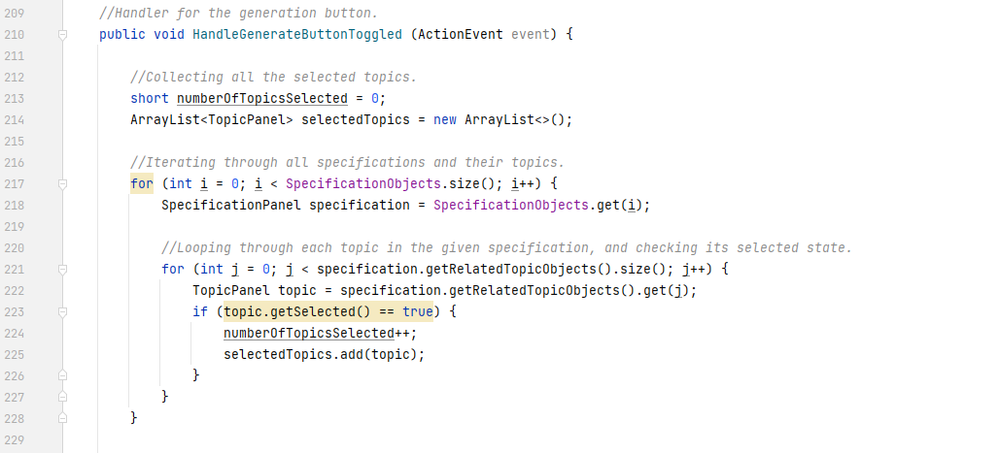 209 //Handler for the generation button.
210 public void HandleGenerateButtonToggled (ActionEvent event) {
211
212 //Collecting all the selected topics.
213 short numberOfTopicsSelected = 0;
214 ArrayList<TopicPanel> selectedTopics = new ArrayList<>();
215
216 //Iterating through all specifications and their topics.
217 for (int i = 0; i < SpecificationObjects.size(); i++) {
218 SpecificationPanel specification = SpecificationObjects.get(i);
219
220 //Looping through each topic in the given specification, and checking its selected state.
221 for (int j = 0; j < specification.getRelatedTopicObjects().size(); j++) {
222 TopicPanel topic = specification.getRelatedTopicObjects().get(j);
223 if (topic.getSelected() == true) {
224 numberOfTopicsSelected++;
225 selectedTopics.add(topic);
226 }
227 }
228 }
229